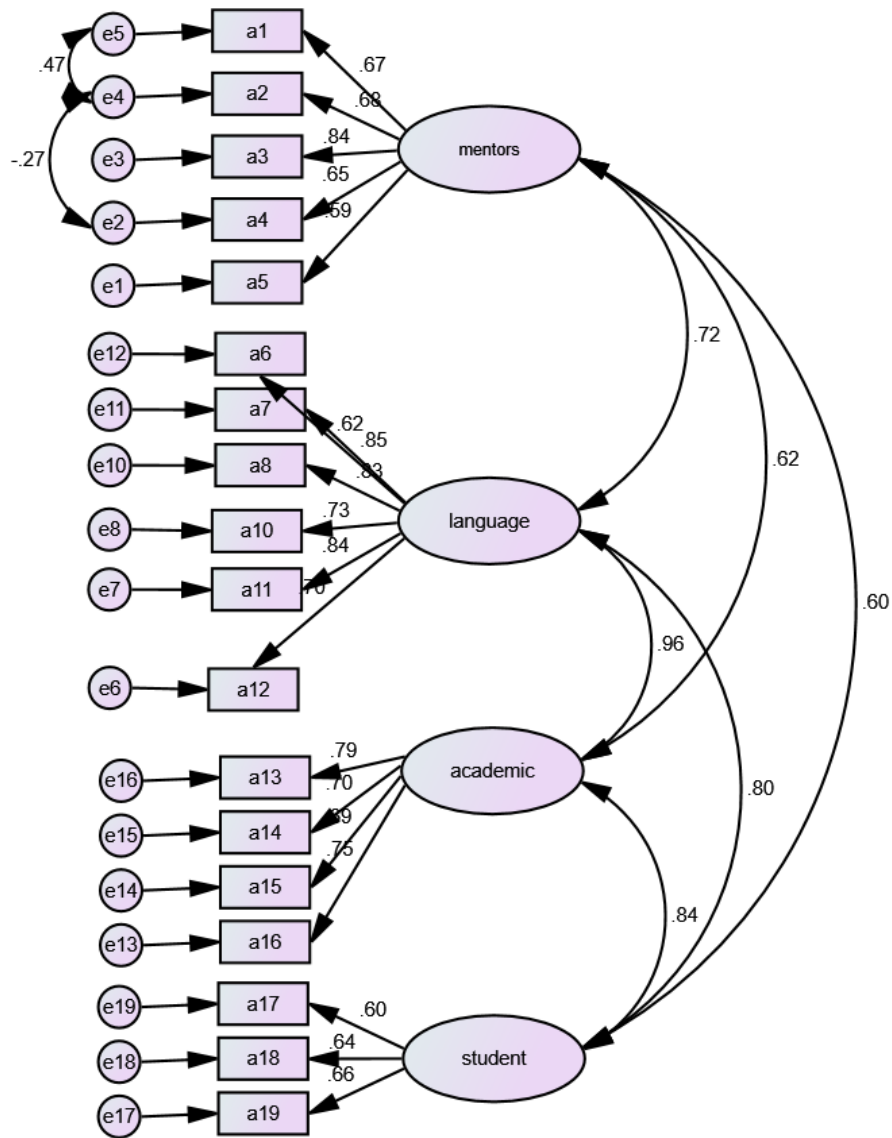 e5 a1
.47 .67
e4 a2 .68
mentors
e3 a3 .84
-.27 .65
e2 a4 .59
e1 a5
e12 a6
.72
e11 a7 .62
.85
e10 a8 .83
.62
e8 a10 .73
language
.84
e7 a11 .70
.60
.96
e6 a12
.79
e16 a13 academic
.70
.80
e15 a14
.75
e14 a15
.84
e13 a16
e19 a17 .60
.64
e18 a18 student
.66
e17 a19